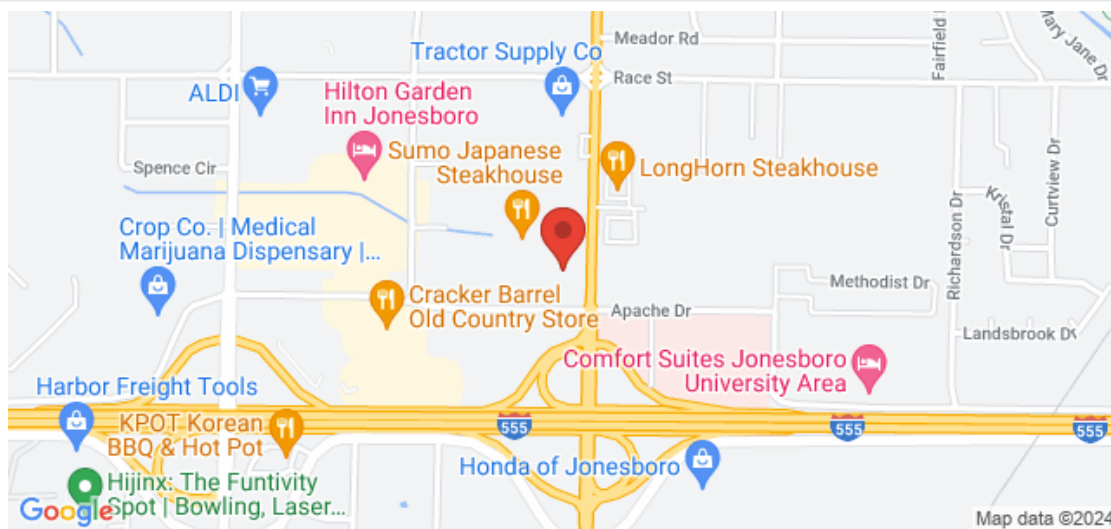 Meador Rd
Mary Jane Dr
Tractor Supply Co
Race St
ALDI
Hilton Garden
Inn Jonesboro
Spence Cir
Sumo Japanese
Steakhouse
LongHorn Steakhouse
Richardson Dr
Kristal Dr
Curtview Dr
Crop Co. | Medical
Marijuana Dispensary |...
Methodist Dr
Cracker Barrel
Old Country Store
Apache Dr
Landsbrook
Comfort Suites Jonesboro
University Area
Harbor Freight Tools
KPOT Korean
BBQ & Hot Pot
555
555
555
Honda of Jonesboro
Hijinx: The Funtivity
Spot | Bowling, Laser...
Google
Map data ©2024
Fairfield